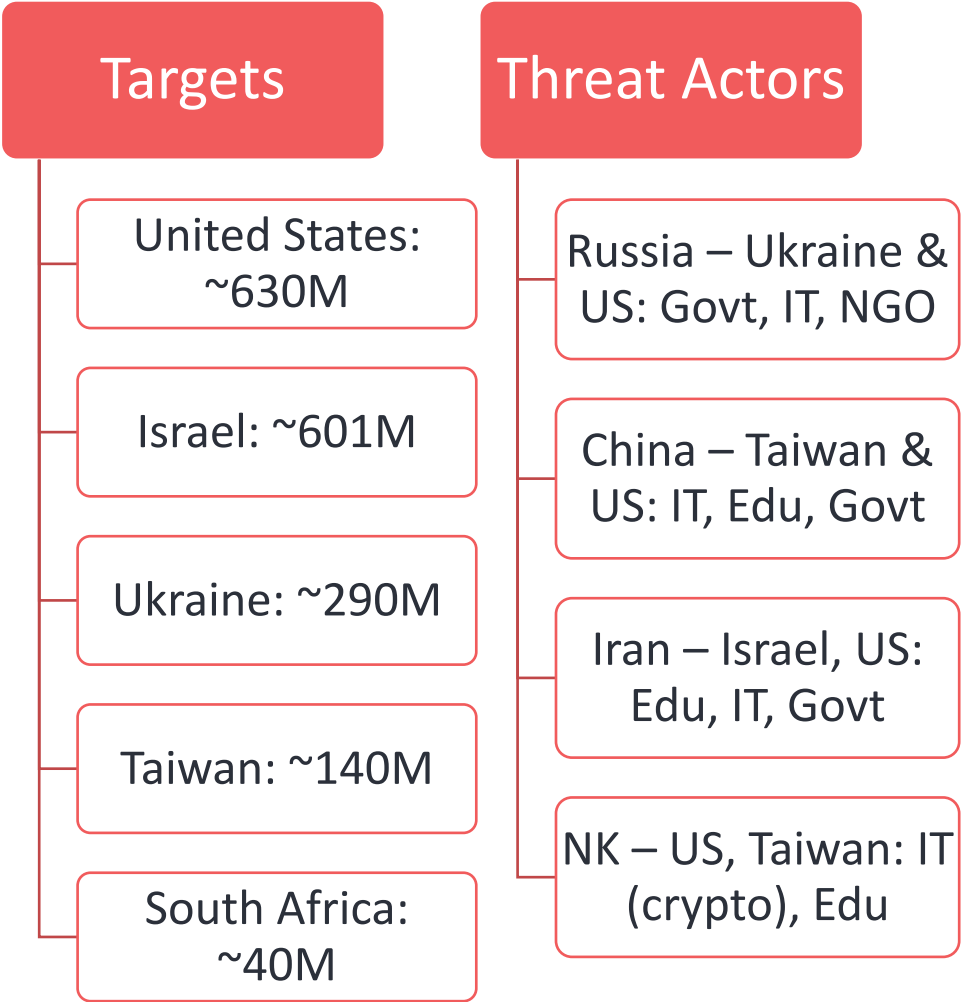 Targets
United States:
~630M
Israel: ~601M
Ukraine: ~290M
Taiwan: ~140M
South Africa:
~40M
Threat Actors
Russia – Ukraine &
US: Govt, IT, NGO
China – Taiwan &
US: IT, Edu, Govt
Iran – Israel, US:
Edu, IT, Govt
NK – US, Taiwan: IT
(crypto), Edu